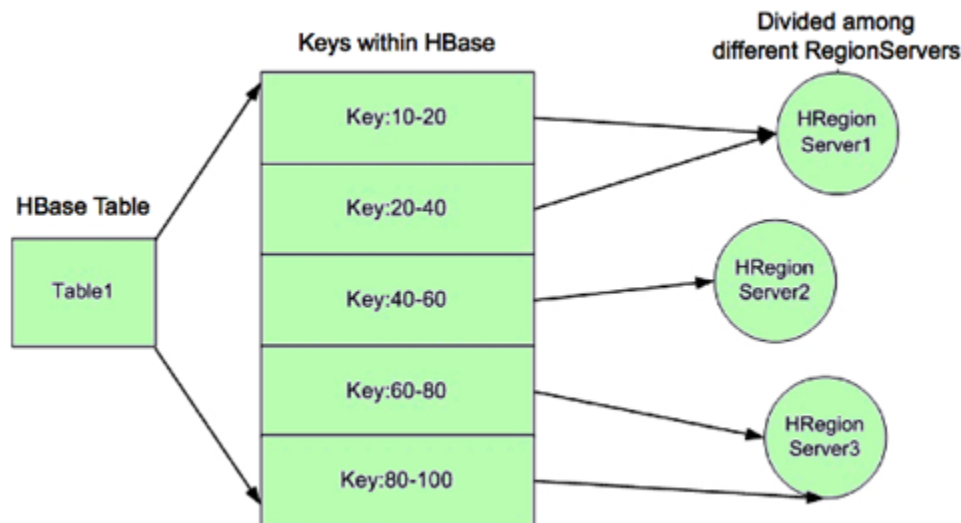 Divided among
different RegionServers
Keys within HBase
Key:10-20
HRegion
Server1
Key:20-40
HBase Table
Table1
Key:40-60
HRegion
Server2
Key:60-80
HRegion
Server3
Key:80-100